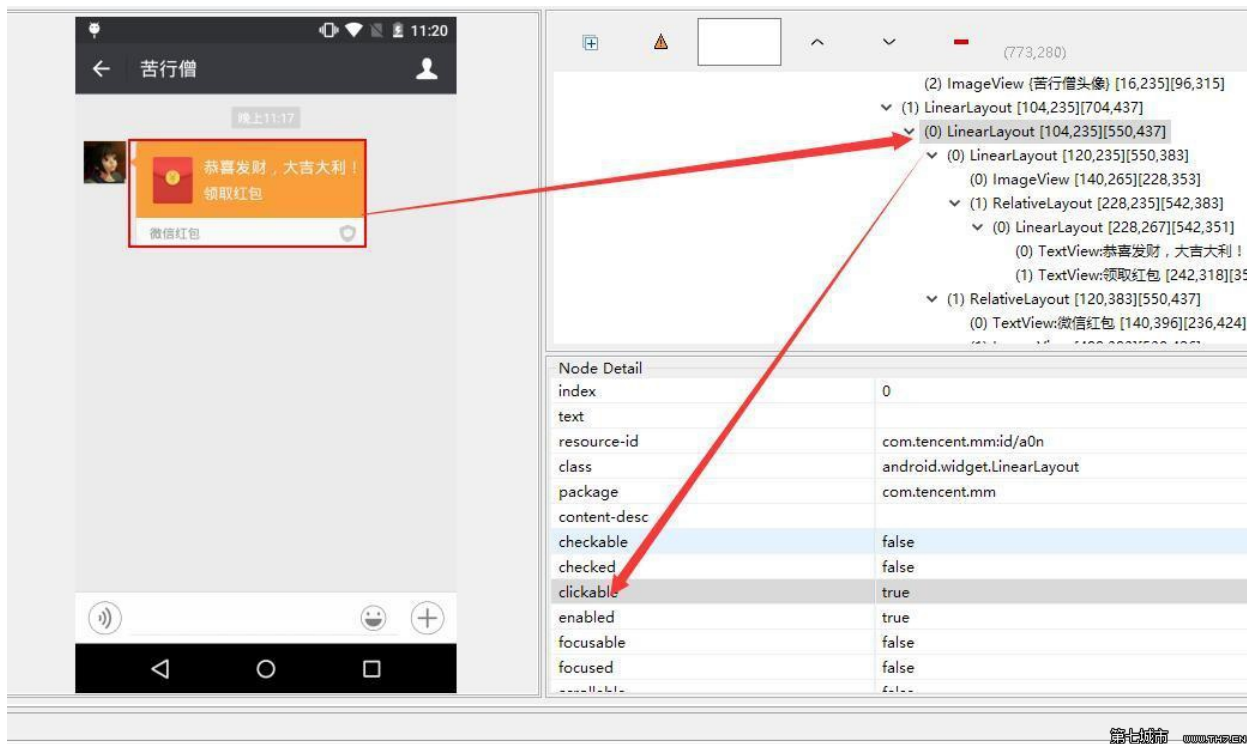 11:20
苦行僧
晚上11:17
恭喜发财，大吉大利！
领取红包
微信红包
(773,280)
(2) ImageView {苦行僧头像} [16,235][96,315]
(1) LinearLayout [104,235][704,437]
(0) LinearLayout [104,235][550,437]
(0) LinearLayout [120,235][550,383]
(0) ImageView [140,265][228,353]
(1) RelativeLayout [228,235][542,383]
(0) LinearLayout [228,267][542,351]
(0) TextView:恭喜发财，大吉大利！
(1) TextView:领取红包 [242,318][35
(1) RelativeLayout [120,383][550,437]
(0) TextView:微信红包 [140,396][236,424]
Node Detail
index 0
text
resource-id com.tencent.mm:id/a0n
class android.widget.LinearLayout
package com.tencent.mm
content-desc
checkable false
checked false
clickable true
enabled true
focusable false
focused false
第七城市 www.th7.cn